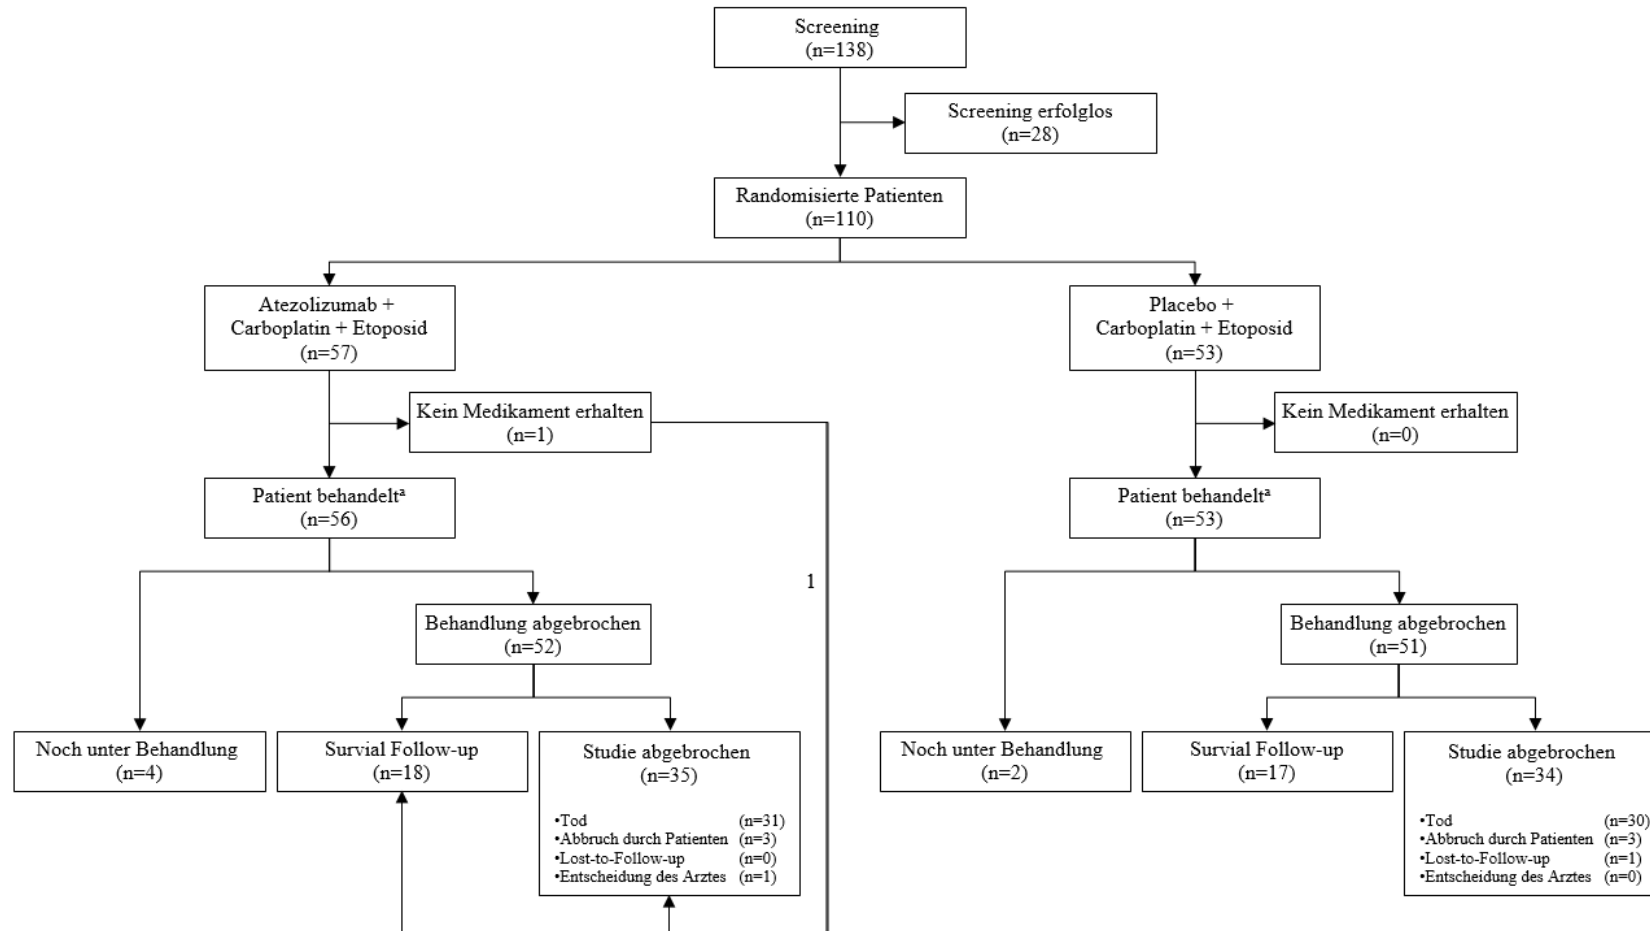 Screening
(n=138)
Screening erfolglos
(n=28)
Randomisierte Patienten
(n=110)
Atezolizumab +
Carboplatin + Etoposid
(n=57)
Placebo +
Carboplatin + Etoposid
(n=53)
Kein Medikament erhalten
(n=1)
Kein Medikament erhalten
(n=0)
Patient behandeltª
(n=56)
Patient behandeltª
(n=53)
1
Behandlung abgebrochen
(n=52)
Behandlung abgebrochen
(n=51)
Noch unter Behandlung
(n=4)
Survial Follow-up
(n=18)
Studie abgebrochen
(n=35)
•Tod (n=31)
•Abbruch durch Patienten (n=3)
•Lost-to-Follow-up (n=0)
•Entscheidung des Arztes (n=1)
Noch unter Behandlung
(n=2)
Survial Follow-up
(n=17)
Studie abgebrochen
(n=34)
•Tod (n=30)
•Abbruch durch Patienten (n=3)
•Lost-to-Follow-up (n=1)
•Entscheidung des Arztes (n=0)